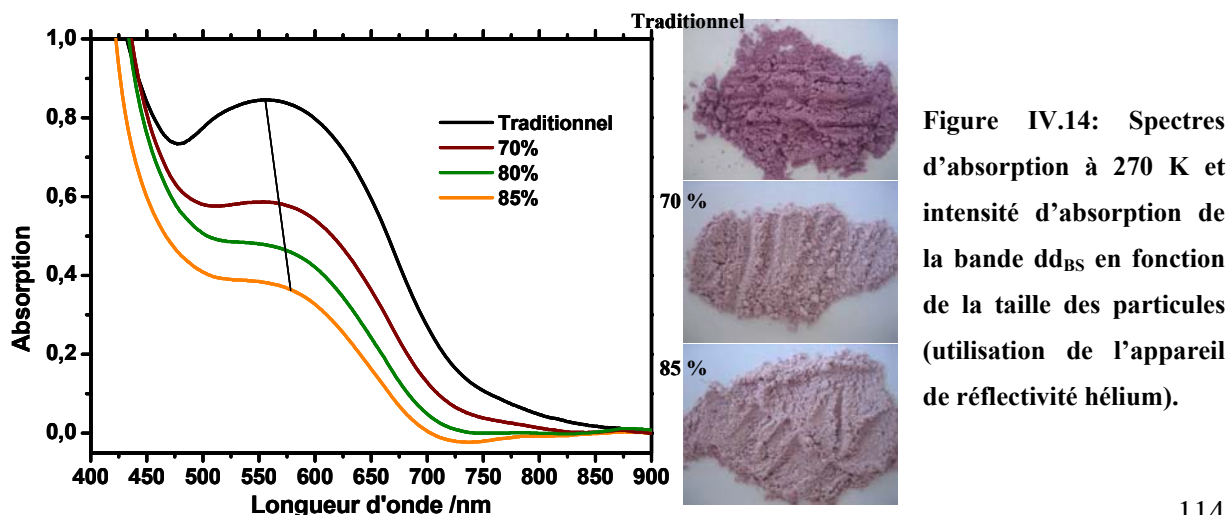 Traditionnel
1,0
0,8
0,6
0,4
0,2
0,0
Absorption
400 450 500 550 600 650 700 750 800 850 900
Longueur d'onde /nm
Traditionnel
70%
80%
85%
70 %
85 %
Figure IV.14: Spectres
d'absorption à 270 K et
intensité d'absorption de
la bande ddBS en fonction
de la taille des particules
(utilisation de l'appareil
de réflectivité hélium).
114